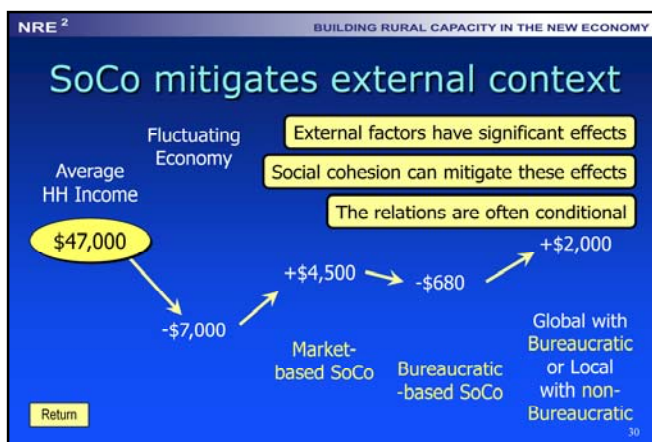 NRE ²
BUILDING RURAL CAPACITY IN THE NEW ECONOMY
SoCo mitigates external context
Fluctuating
Economy
External factors have significant effects
Social cohesion can mitigate these effects
The relations are often conditional
Average
HH Income
$47,000
-$7,000
+$4,500
-$680
+$2,000
Market-
based SoCo
Bureaucratic
-based SoCo
Global with
Bureaucratic
or Local
with non-
Bureaucratic
Return
30